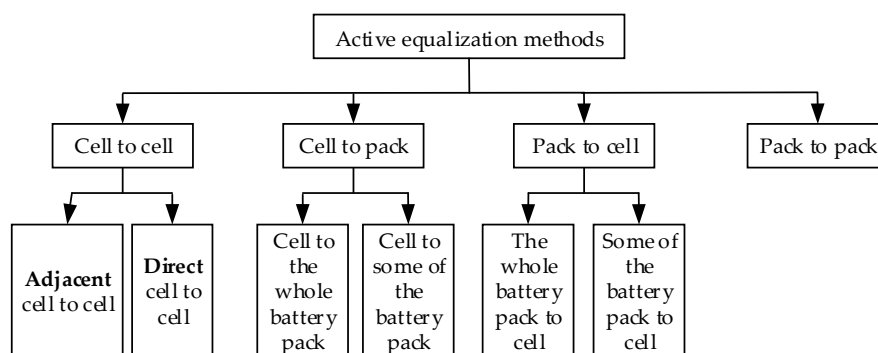 Active equalization methods
Cell to cell
Cell to pack
Pack to cell
Pack to pack
Adjacent
cell to cell
Direct
cell to
cell
Cell to
the
whole
battery
pack
Cell to
some of
the
battery
pack
The
whole
battery
pack to
cell
Some of
the
battery
pack to
cell